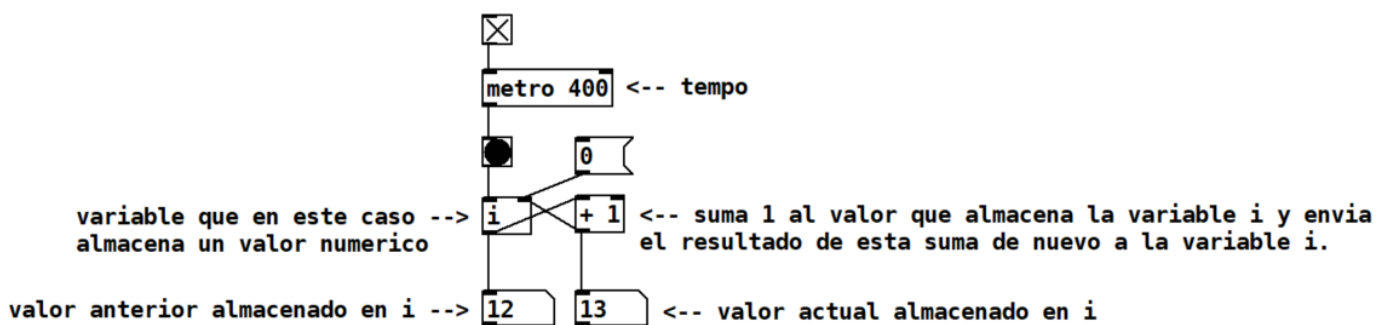 metro 400 <-- tempo
0
variable que en este caso --> i + 1 <-- suma 1 al valor que almacena la variable i y envia
almacena un valor numerico el resultado de esta suma de nuevo a la variable i.
valor anterior almacenado en i --> 12 13 <-- valor actual almacenado en i